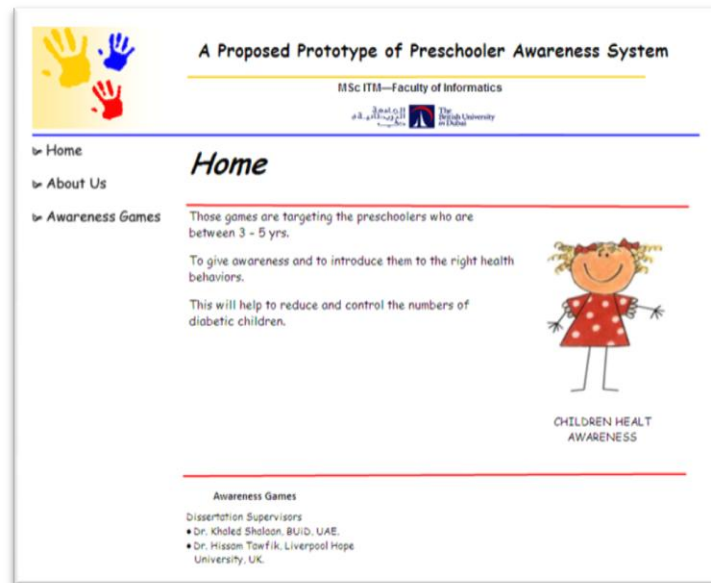 A Proposed Prototype of Preschooler Awareness System
MSc ITM—Faculty of Informatics
The
British University
in Dubai
Home
About Us
Awareness Games
Home
Those games are targeting the preschoolers who are
between 3 - 5 yrs.
To give awareness and to introduce them to the right health
behaviors.
This will help to reduce and control the numbers of
diabetic children.
CHILDREN HEALT
AWARENESS
Awareness Games
Dissertation Supervisors
• Dr. Khaled Shalaan, BUiD, UAE.
• Dr. Hissam Tawfik, Liverpool Hope
University, UK.